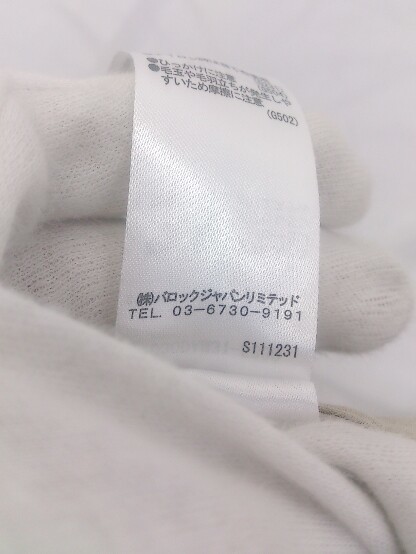 ●ひっかけに注意
●毛玉や毛羽立ちが発生しや
すいため摩擦に注意
(G502)
㈱バロックジャパンリミテッド
TEL. 03-6730-9191
S111231